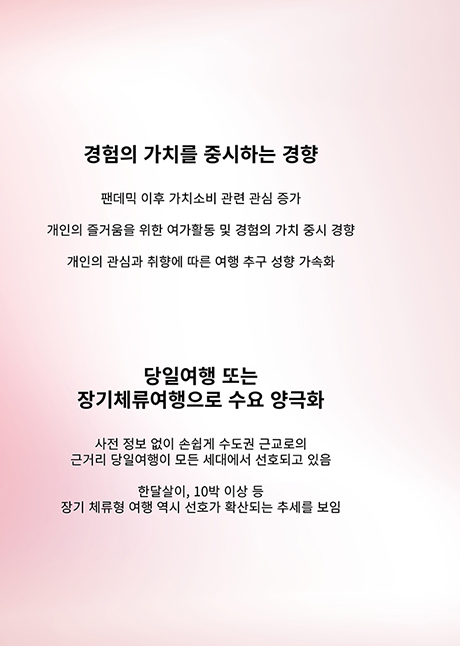 경험의 가치를 중시하는 경향
팬데믹 이후 가치소비 관련 관심 증가
개인의 즐거움을 위한 여가활동 및 경험의 가치 중시 경향
개인의 관심과 취향에 따른 여행 추구 성향 가속화
당일여행 또는
장기체류여행으로 수요 양극화
사전 정보 없이 손쉽게 수도권 근교로의
근거리 당일여행이 모든 세대에서 선호되고 있음
한달살이, 10박 이상 등
장기 체류형 여행 역시 선호가 확산되는 추세를 보임